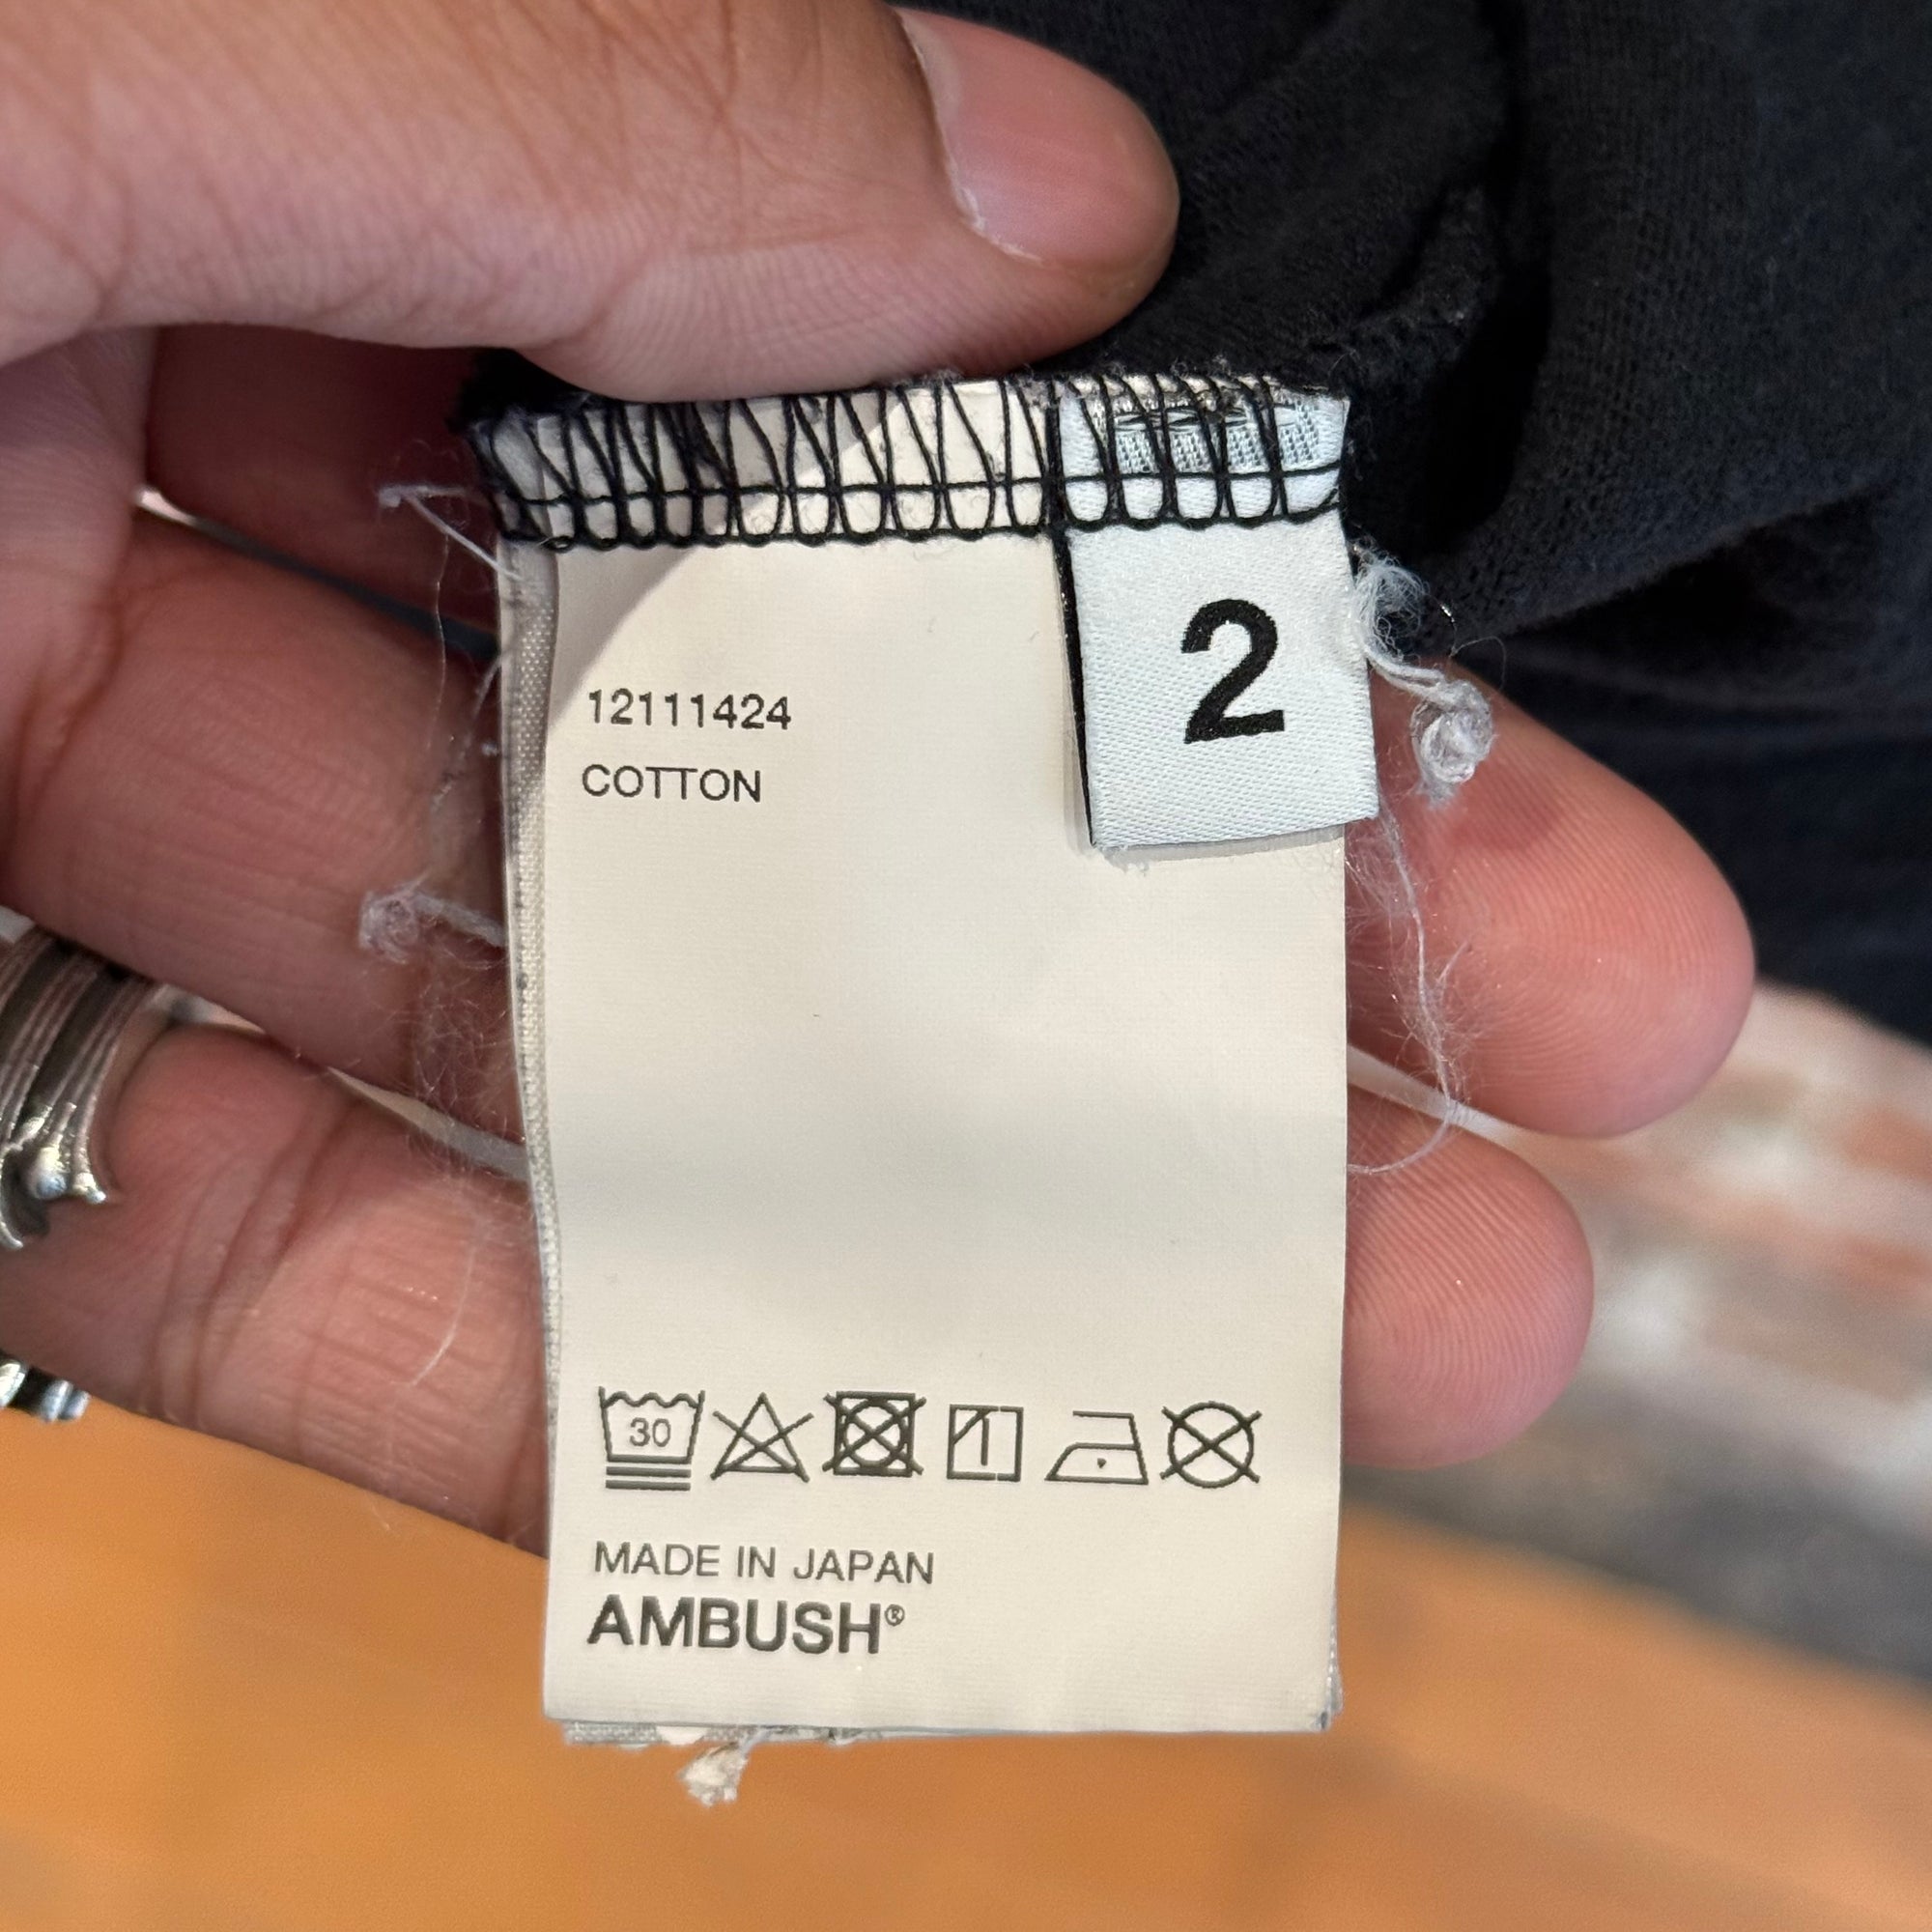 2
12111424
COTTON
30
MADE IN JAPAN
AMBUSH®